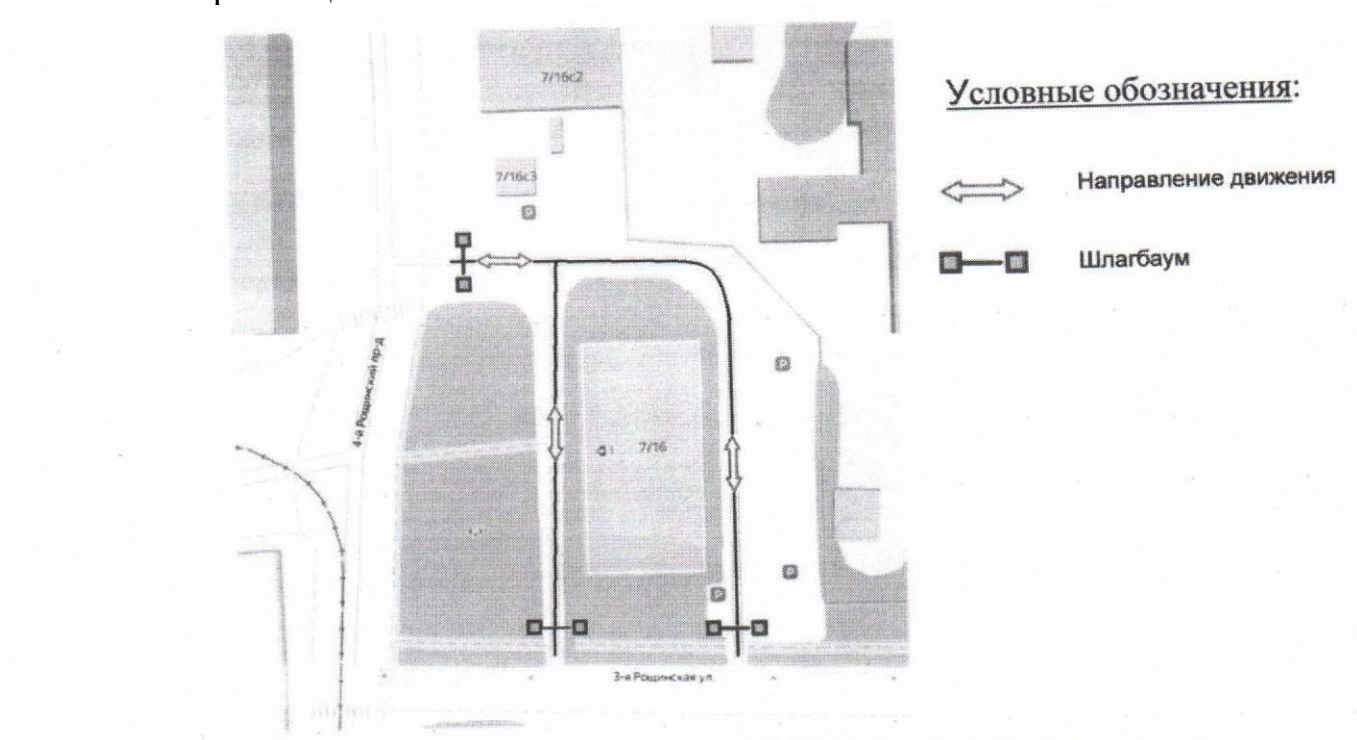 7/16с2
7/16с3
Условные обозначения:
Направление движения
Шлагбаум
P
4-й Рощинский пр-д
P
7/16
P
P
3-я Рощинская ул.